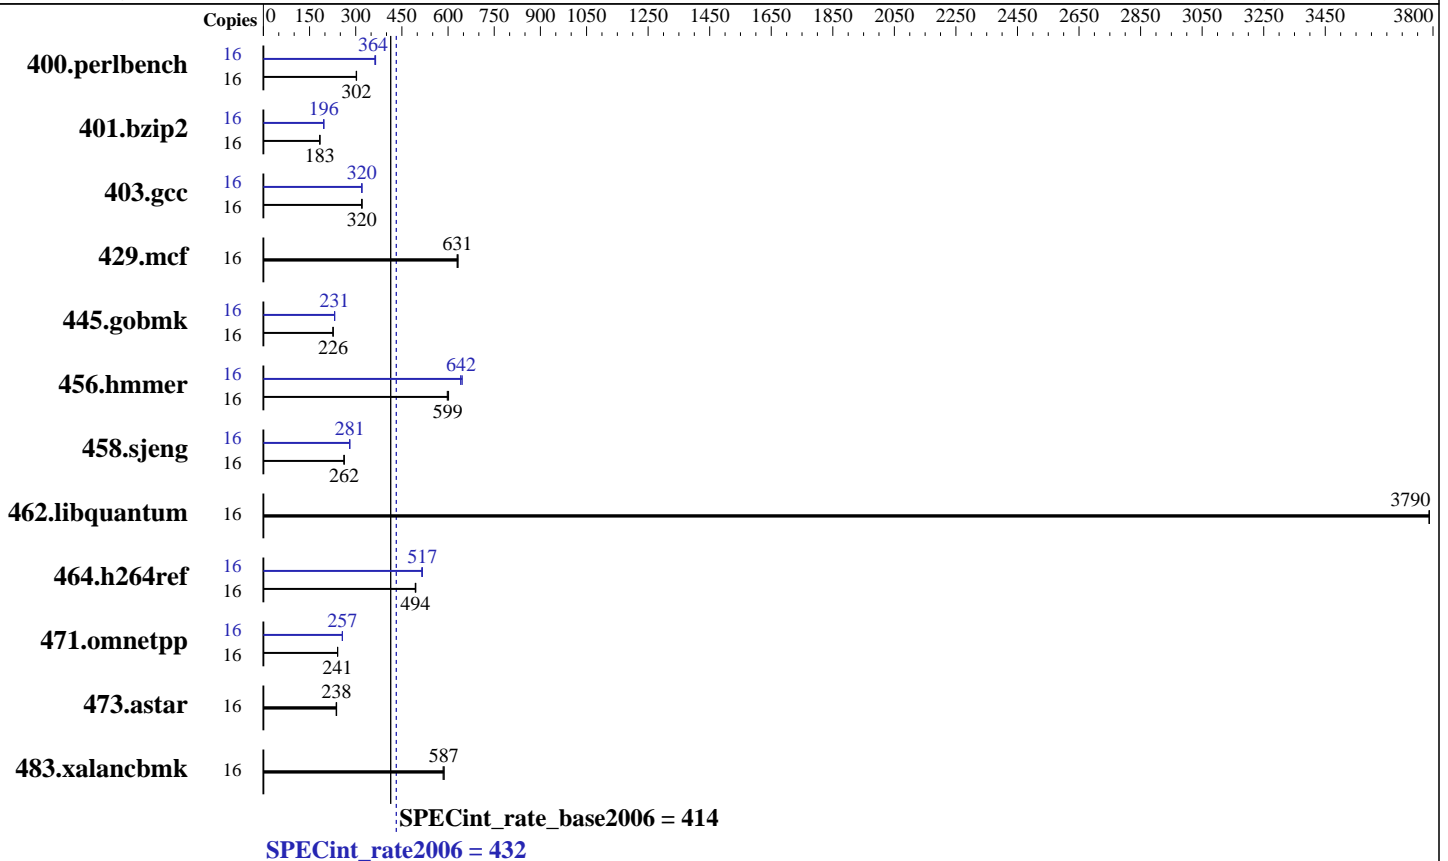 Copies 0 150 300 450 600 750 900 1050 1250 1450 1650 1850 2050 2250 2450 2650 2850 3050 3250 3450 3800
400.perlbench 16 364
16 302
401.bzip2 16 196
16 183
403.gcc 16 320
16 320
429.mcf 16 631
445.gobmk 16 231
16 226
456.hmmer 16 642
16 599
458.sjeng 16 281
16 262
462.libquantum 16 3790
464.h264ref 16 517
16 494
471.omnetpp 16 257
16 241
473.astar 16 238
483.xalancbmk 16 587
SPECint_rate_base2006 = 414
SPECint_rate2006 = 432